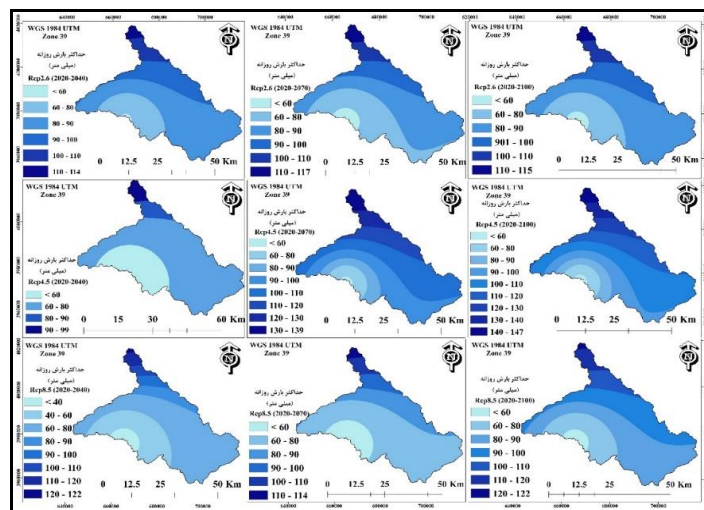 640000 660000 680000 700000
WGS 1984 UTM
Zone 39
N
حداکثر بارش روزانه
(میلی متر)
Rcp2.6 (2020-2040)
< 60
60 - 80
80 - 90
90 - 100
100 - 110
110 - 114
0 12.5 25 50 Km
WGS 1984 UTM
Zone 39
N
حداکثر بارش روزانه
(میلی متر)
Rcp2.6 (2020-2070)
< 60
60 - 80
80 - 90
90 - 100
100 - 110
110 - 117
0 12.5 25 50 Km
WGS 1984 UTM
Zone 39
N
حداکثر بارش روزانه
(میلی متر)
Rcp2.6 (2020-2100)
< 60
60 - 80
80 - 90
901 - 100
100 - 110
110 - 115
0 12.5 25 50 Km
WGS 1984 UTM
Zone 39
N
حداکثر بارش روزانه
(میلی متر)
Rcp4.5 (2020-2040)
< 60
60 - 80
80 - 90
90 - 99
0 15 30 60 Km
WGS 1984 UTM
Zone 39
N
حداکثر بارش روزانه
(میلی متر)
Rcp4.5 (2020-2070)
< 60
60 - 80
80 - 90
90 - 100
100 - 110
110 - 120
120 - 130
130 - 139
0 12.5 25 50 Km
WGS 1984 UTM
Zone 39
N
حداکثر بارش روزانه
(میلی متر)
Rcp4.5 (2020-2100)
< 60
60 - 80
80 - 90
90 - 100
100 - 110
110 - 120
120 - 130
130 - 140
140 - 147
0 12.5 25 50 Km
WGS 1984 UTM
Zone 39
N
حداکثر بارش روزانه
(میلی متر)
Rcp8.5 (2020-2040)
< 40
40 - 60
60 - 80
80 - 90
90 - 100
100 - 110
110 - 120
120 - 122
0 12.5 25 50 Km
WGS 1984 UTM
Zone 39
N
حداکثر بارش روزانه
(میلی متر)
Rcp8.5 (2020-2070)
< 60
60 - 80
80 - 90
90 - 100
100 - 110
110 - 114
0 12.5 25 50 Km
WGS 1984 UTM
Zone 39
N
حداکثر بارش روزانه
(میلی متر)
Rcp8.5 (2020-2100)
< 60
60 - 80
80 - 90
90 - 100
100 - 110
110 - 120
120 - 122
0 12.5 25 50 Km